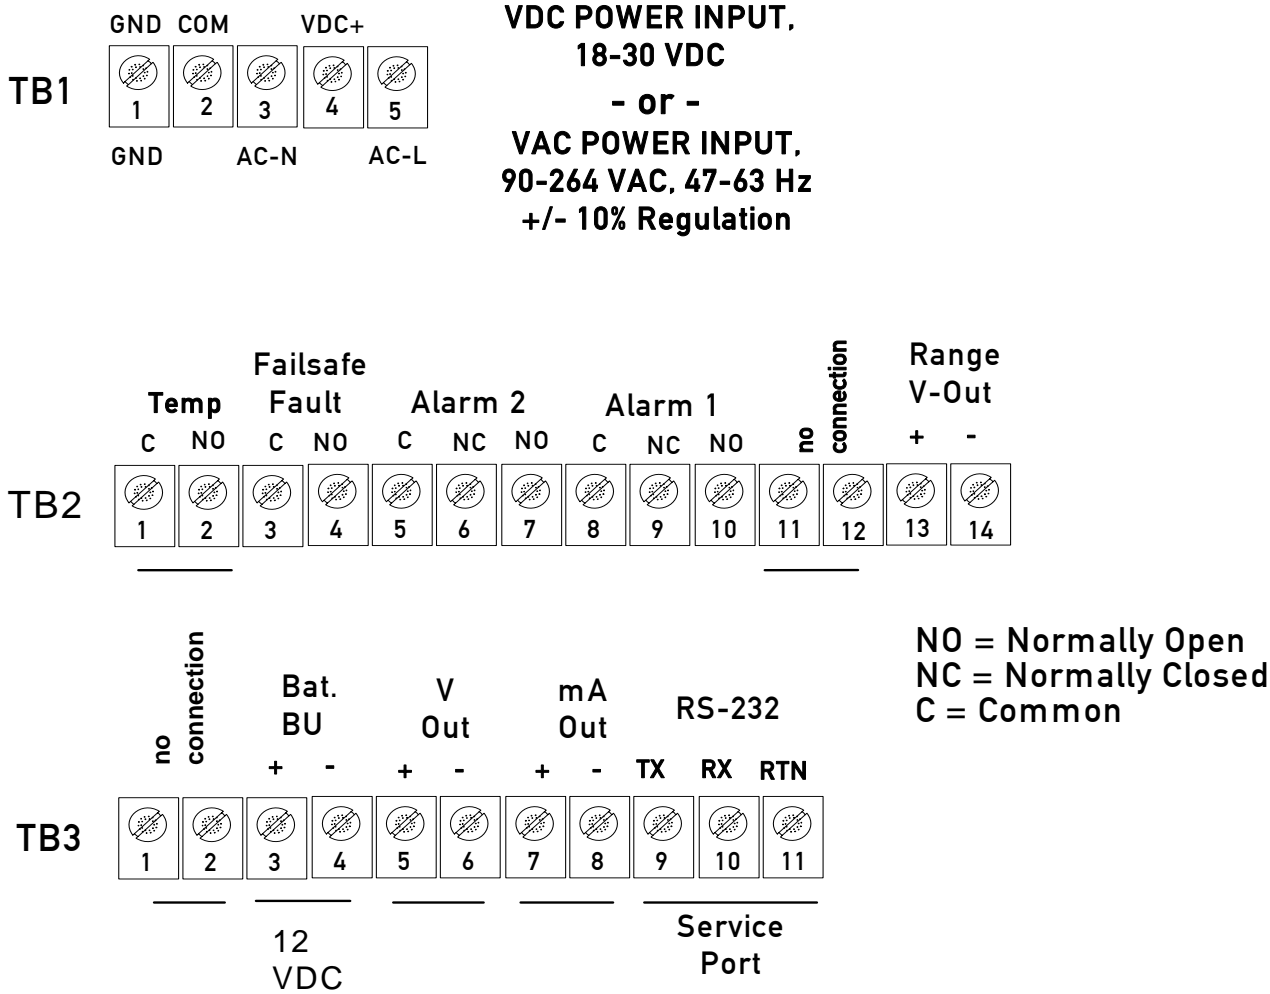 GND COM VDC+
TB1
1 2 3 4 5
GND AC-N AC-L
VDC POWER INPUT,
18-30 VDC
- or -
VAC POWER INPUT,
90-264 VAC, 47-63 Hz
+/- 10% Regulation
Temp
Failsafe
Fault
Alarm 2
Alarm 1
no
connection
Range
V-Out
C NO C NO C NC NO C NC NO + -
TB2
1 2 3 4 5 6 7 8 9 10 11 12 13 14
NO = Normally Open
NC = Normally Closed
C = Common
no
connection
Bat.
BU
V
Out
mA
Out
RS-232
+ - + - + - TX RX RTN
TB3
1 2 3 4 5 6 7 8 9 10 11
12
VDC
Service
Port